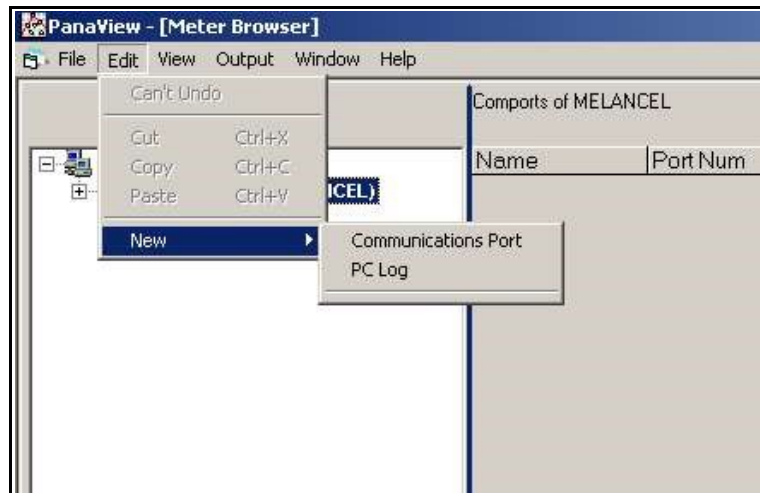 PanaView - [Meter Browser]
File Edit View Output Window Help
Can't Undo
Cut Ctrl+X
Copy Ctrl+C
Paste Ctrl+V
New
Communications Port
PC Log
ICEL)
Comports of MELANCEL
Name Port Num